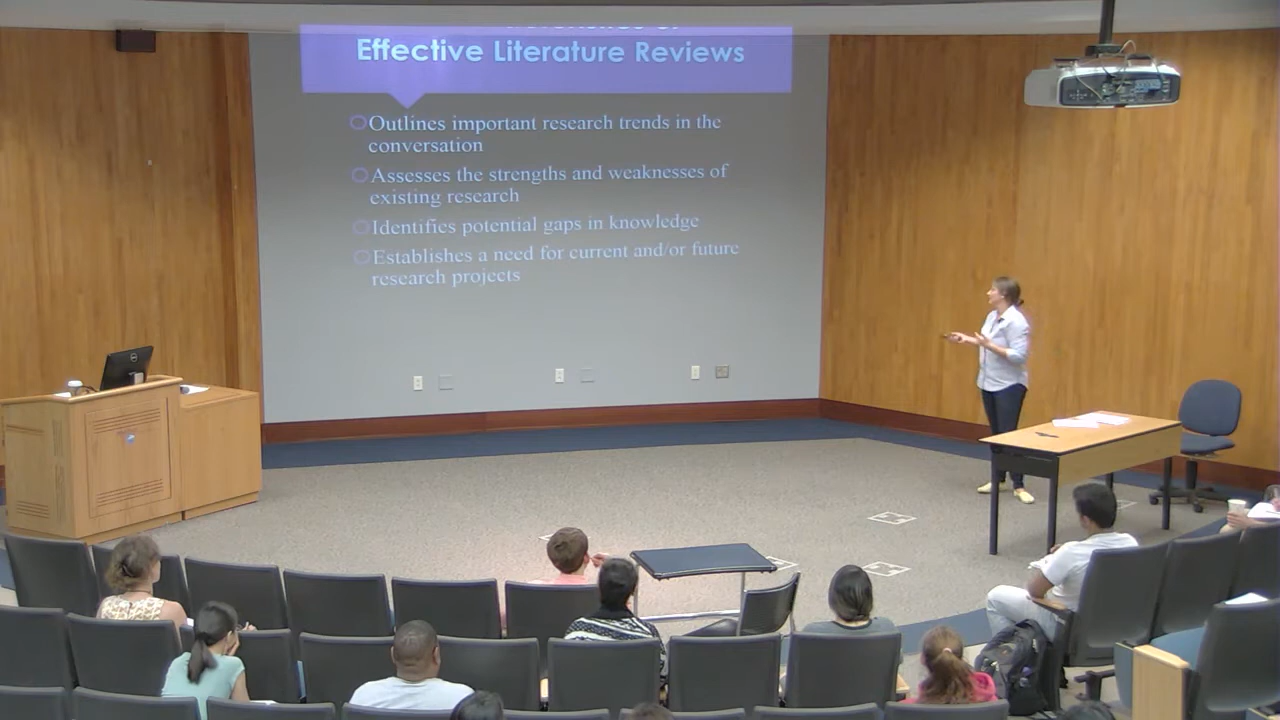 Effective Literature Reviews
Outlines important research trends in the
conversation
Assesses the strengths and weaknesses of
existing research
Identifies potential gaps in knowledge
Establishes a need for current and/or future
research projects